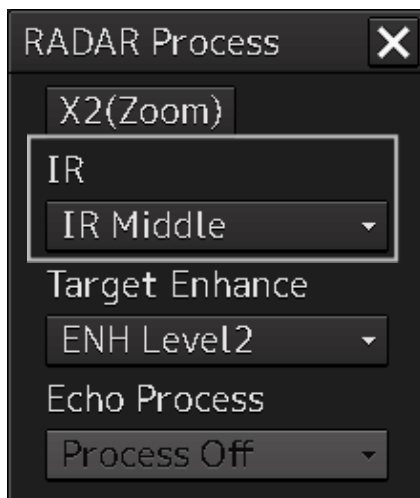 RADAR Process
X2(Zoom)
IR
IR Middle
Target Enhance
ENH Level2
Echo Process
Process Off